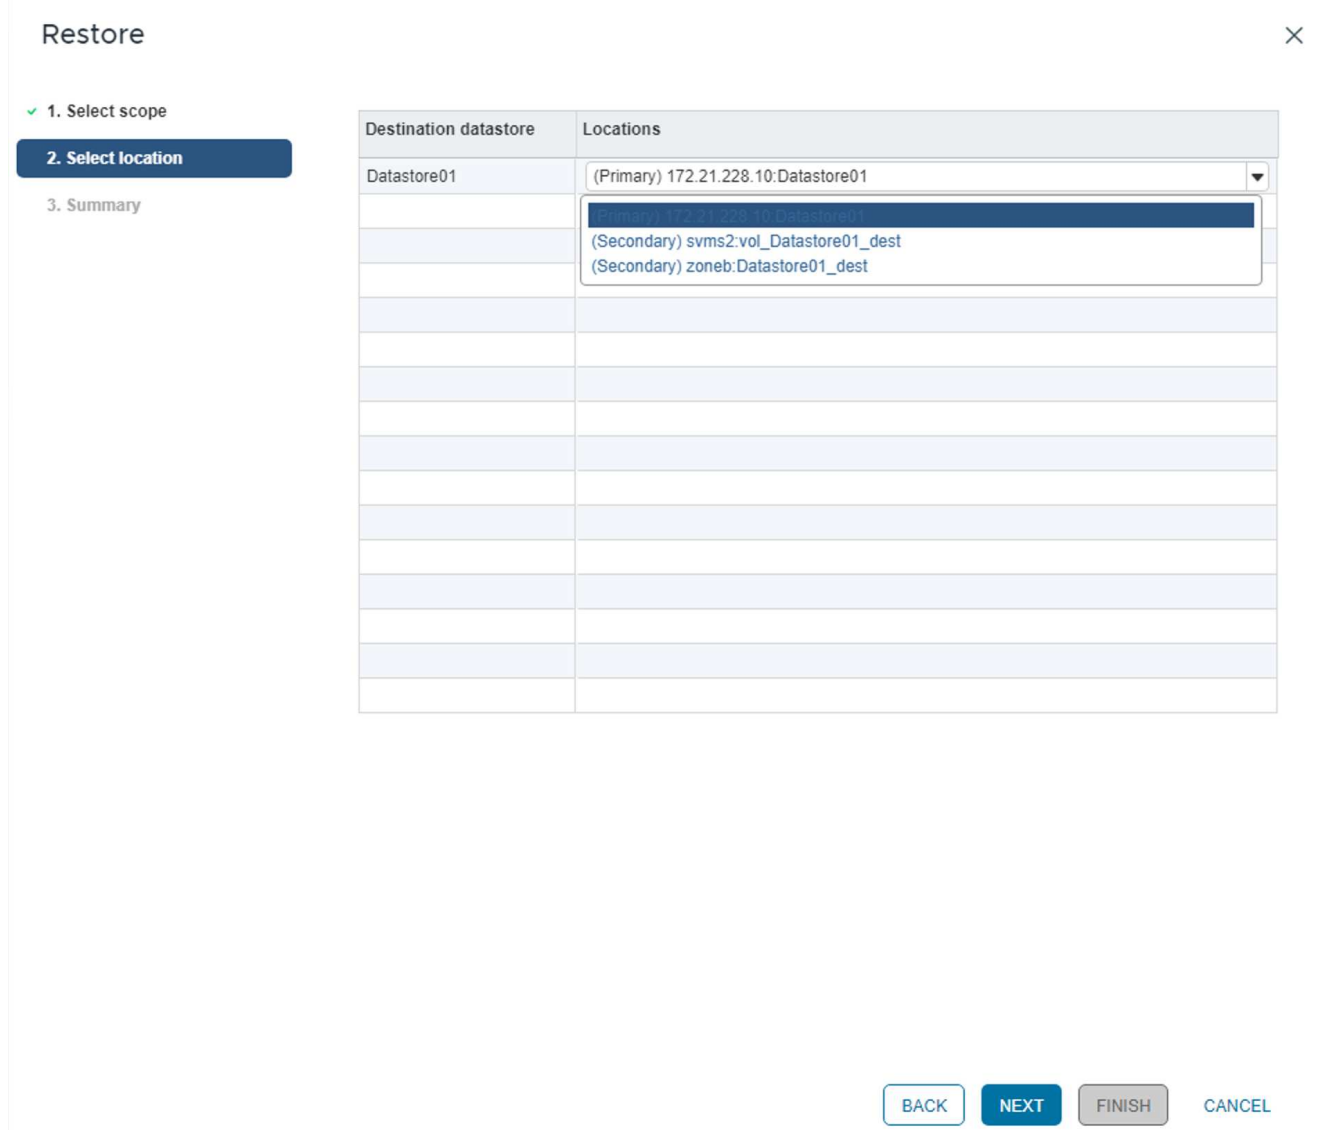 Restore
1. Select scope
2. Select location
3. Summary
Destination datastore Locations
Datastore01 (Primary) 172.21.228.10:Datastore01
(Primary) 172.21.228.10:Datastore01
(Secondary) svms2:vol_Datastore01_dest
(Secondary) zoneb:Datastore01_dest
BACK NEXT FINISH CANCEL